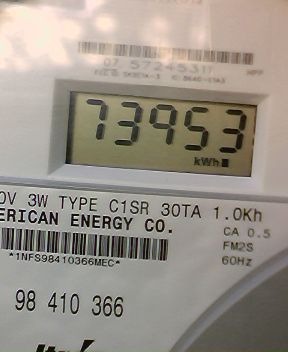 07 57245317
73953
kWh
0V 3W TYPE C1SR 30TA 1.0Kh
ERICAN ENERGY CO.
CA 0.5
FM2S
60Hz
*1NFS98410366MEC*
98 410 366